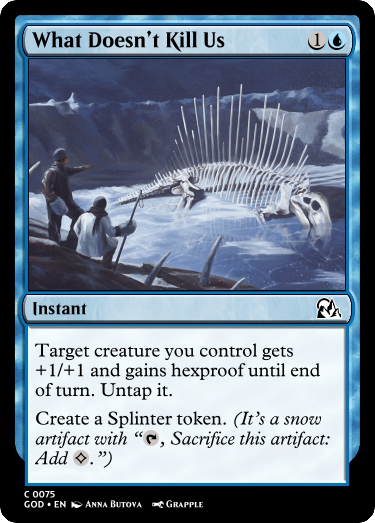 What Doesn't Kill Us 1
Instant
Target creature you control gets
+1/+1 and gains hexproof until end
of turn. Untap it.
Create a Splinter token. (It's a snow
artifact with “, Sacrifice this artifact:
Add .”)
C 0075
GOD • EN Anna Butova Grapple